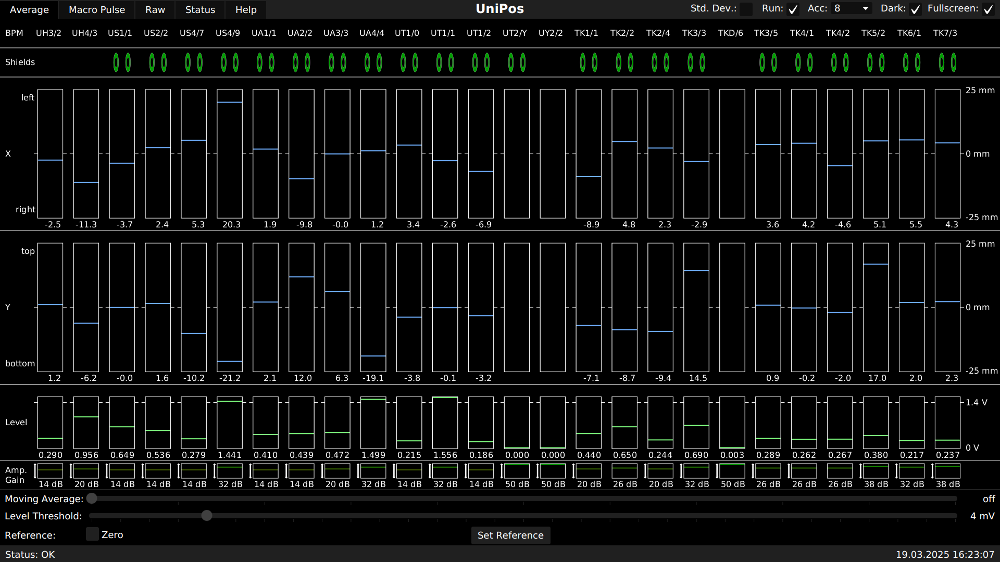 Average Macro Pulse Raw Status Help UniPos Std. Dev.: Run: Acc: 8 Dark: Fullscreen:
BPM UH3/2 UH4/3 US1/1 US2/2 US4/7 US4/9 UA1/1 UA2/2 UA3/3 UA4/4 UT1/0 UT1/1 UT1/2 UT2/Y UY2/2 TK1/1 TK2/2 TK2/4 TK3/3 TKD/6 TK3/5 TK4/1 TK4/2 TK5/2 TK6/1 TK7/3
Shields
left 25 mm
X 0 mm
right -25 mm
-2.5 -11.3 -3.7 2.4 5.3 20.3 1.9 -9.8 -0.0 1.2 3.4 -2.6 -6.9 -8.9 4.8 2.3 -2.9 3.6 4.2 -4.6 5.1 5.5 4.3
top 25 mm
Y 0 mm
bottom -25 mm
1.2 -6.2 -0.0 1.6 -10.2 -21.2 2.1 12.0 6.3 -19.1 -3.8 -0.1 -3.2 -7.1 -8.7 -9.4 14.5 0.9 -0.2 -2.0 17.0 2.0 2.3
1.4 V
Level
0 V
0.290 0.956 0.649 0.536 0.279 1.441 0.410 0.439 0.472 1.499 0.215 1.556 0.186 0.000 0.000 0.440 0.650 0.244 0.690 0.003 0.289 0.262 0.267 0.380 0.217 0.237
Amp.
Gain
14 dB 20 dB 14 dB 14 dB 14 dB 32 dB 14 dB 14 dB 20 dB 32 dB 14 dB 32 dB 14 dB 50 dB 50 dB 20 dB 26 dB 20 dB 32 dB 50 dB 26 dB 26 dB 26 dB 38 dB 32 dB 38 dB
Moving Average: off
Level Threshold: 4 mV
Reference: Zero Set Reference
Status: OK 19.03.2025 16:23:07